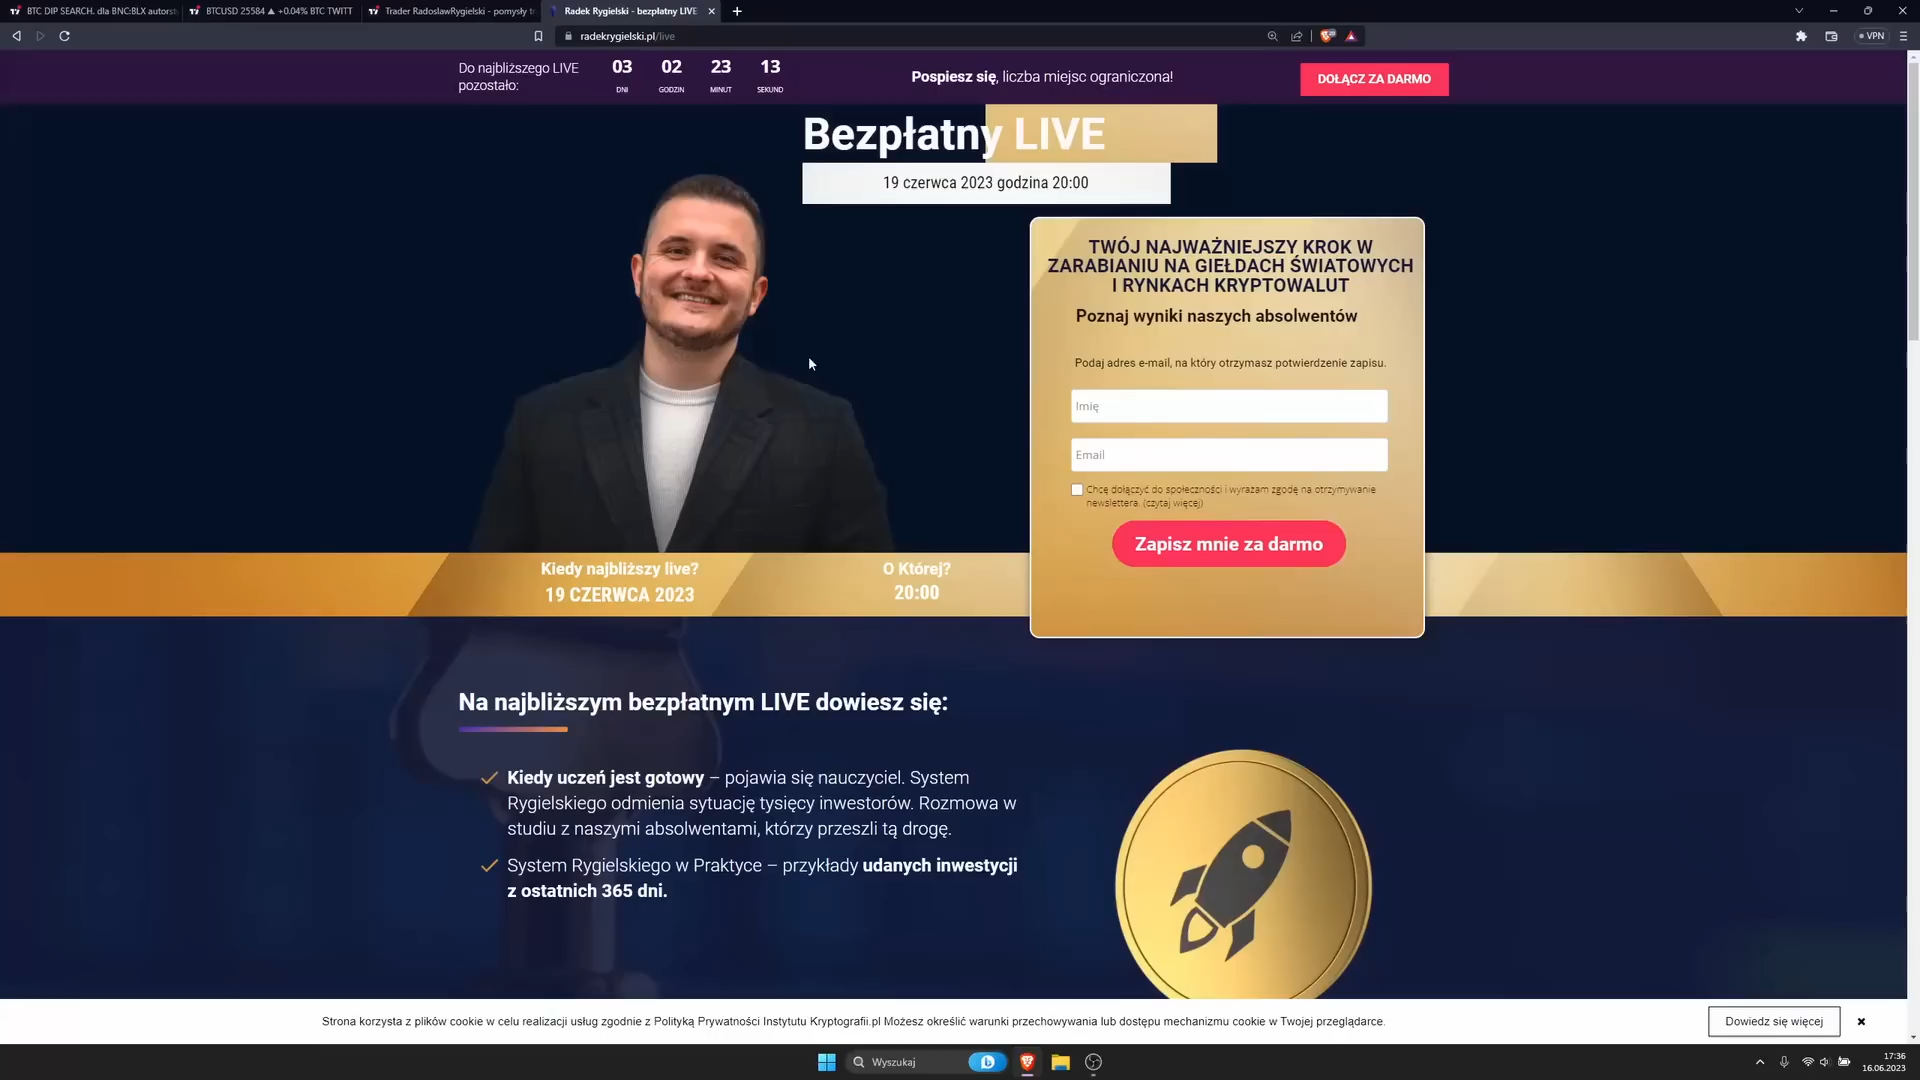 BTC DIP SEARCH. dla BNC:BLX autorst
BTCUSD 25584 ▲ +0.04% BTC TWITT
Trader RadoslawRygielski - pomysły t
Radek Rygielski - bezpłatny LIVE
radekrygielski.pl/live
VPN
Do najbliższego LIVE
pozostało:
03 02 23 13
DNI GODZIN MINUT SEKUND
Pospiesz się, liczba miejsc ograniczona!
DOŁĄCZ ZA DARMO
Bezpłatny LIVE
19 czerwca 2023 godzina 20:00
TWÓJ NAJWAŻNIEJSZY KROK W
ZARABIANIU NA GIEŁDACH ŚWIATOWYCH
I RYNKACH KRYPTOWALUT
Poznaj wyniki naszych absolwentów
Podaj adres e-mail, na który otrzymasz potwierdzenie zapisu.
Imię
Email
Chcę dołączyć do społeczności i wyrażam zgodę na otrzymywanie
newslettera. (czytaj więcej)
Zapisz mnie za darmo
Kiedy najbliższy live?
19 CZERWCA 2023
O Której?
20:00
Na najbliższym bezpłatnym LIVE dowiesz się:
Kiedy uczeń jest gotowy – pojawia się nauczyciel. System
Rygielskiego odmienia sytuację tysięcy inwestorów. Rozmowa w
studiu z naszymi absolwentami, którzy przeszli tą drogę.
System Rygielskiego w Praktyce – przykłady udanych inwestycji
z ostatnich 365 dni.
Strona korzysta z plików cookie w celu realizacji usług zgodnie z Polityką Prywatności Instytutu Kryptografii.pl Możesz określić warunki przechowywania lub dostępu mechanizmu cookie w Twojej przeglądarce.
Dowiedz się więcej
Wyszukaj
17:36
16.06.2023